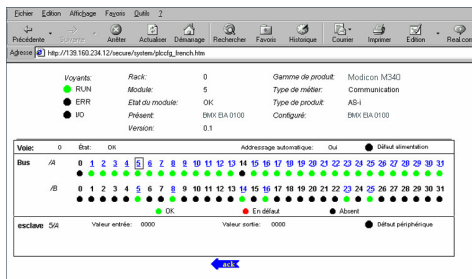 Fichier Edition Affichage Favoris Outils ?
Précédente Suivante Arrêter Actualiser Démarrage Rechercher Favoris Historique Courrier Imprimer Edition Real.com
Adresse http://139.160.234.12/secure/system/plccfg_french.htm
Voyants: Rack: 0 Gamme de produit: Modicon M340
RUN Module: 5 Type de métier: Communication
ERR Etat du module: OK Type de produit: AS-i
I/O Présent: BMX EIA 0100 Configuré: BMX EIA 0100
Version: 0.1
Voie: 0 État: OK Addressage automatique: Oui Défaut alimentation
Bus /A 0 1 2 3 4 5 6 7 8 9 10 11 12 13 14 15 16 17 18 19 20 21 22 23 24 25 26 27 28 29 30 31
/B 0 1 2 3 4 5 6 7 8 9 10 11 12 13 14 15 16 17 18 19 20 21 22 23 24 25 26 27 28 29 30 31
OK En défaut Absent
esclave 5/A Valeur entrée: 0000 Valeur sortie: 0000 Défaut périphérique
ack